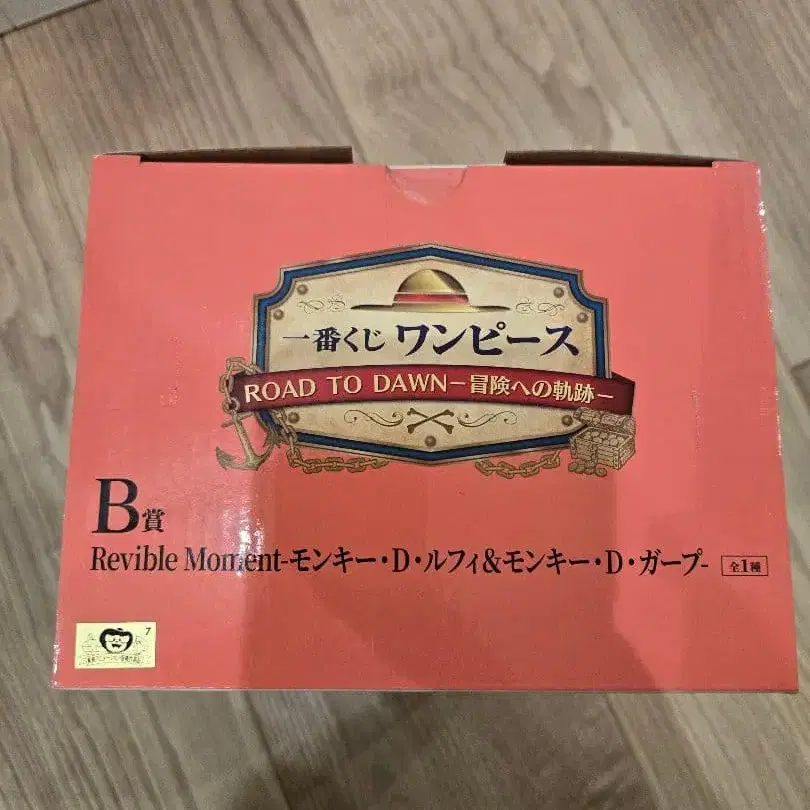 一番くじ ワンピース
ROAD TO DAWN－冒険への軌跡－
B賞
Revible Moment-モンキー・D・ルフィ&モンキー・D・ガープ- 全1種
7